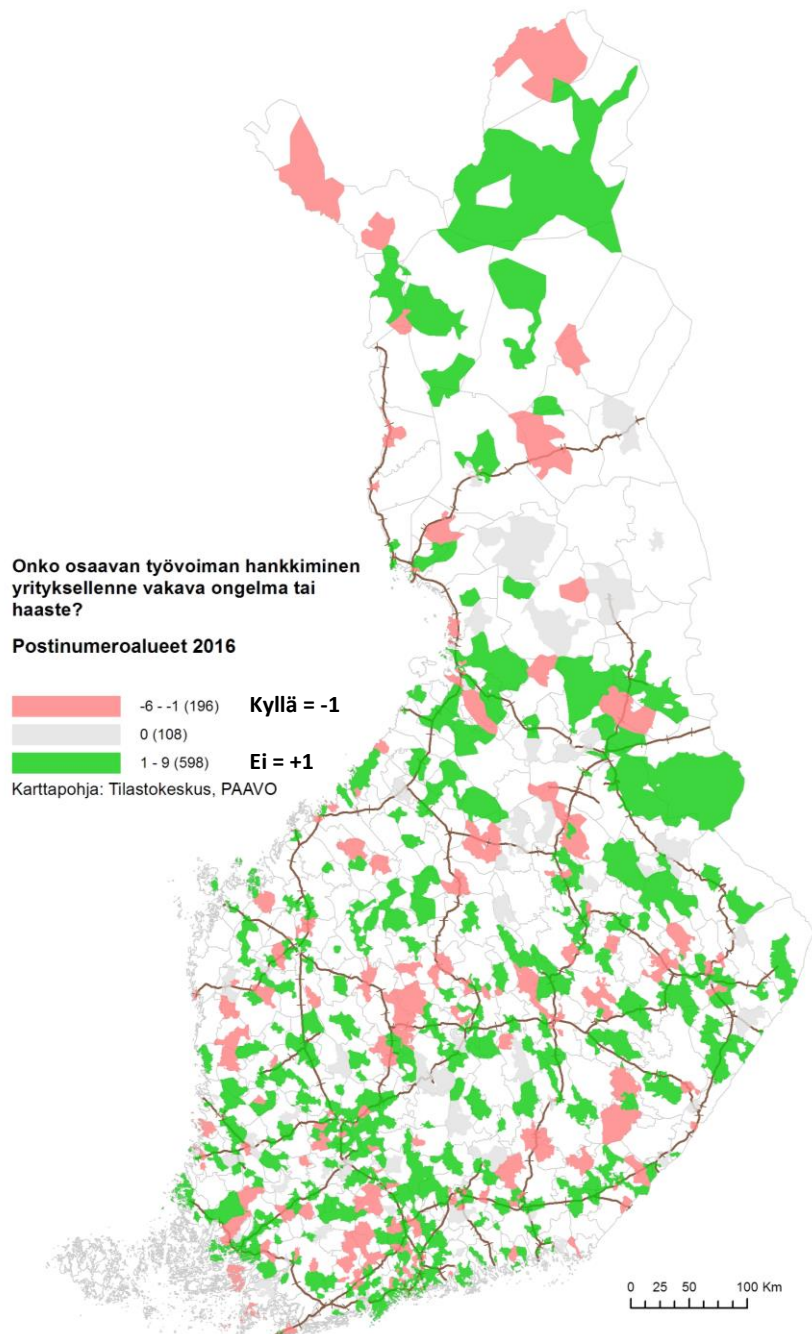 Onko osaavan työvoiman hankkiminen
yrityksellenne vakava ongelma tai
haaste?
Postinumeroalueet 2016
-6 - -1 (196) Kyllä = -1
0 (108)
1 - 9 (598) Ei = +1
Karttapohja: Tilastokeskus, PAAVO
0 25 50 100 Km